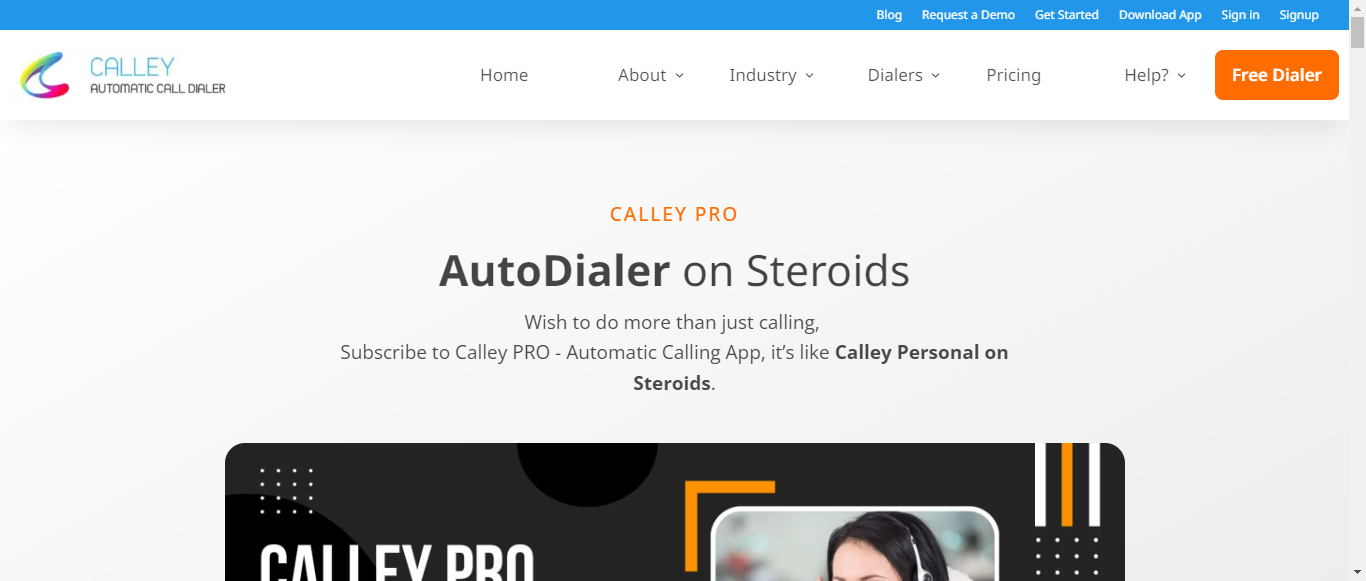 Blog Request a Demo Get Started Download App Sign in Signup
CALLEY
AUTOMATIC CALL DIALER
Home About Industry Dialers Pricing Help? Free Dialer
CALLEY PRO
AutoDialer on Steroids
Wish to do more than just calling,
Subscribe to Calley PRO - Automatic Calling App, it’s like Calley Personal on
Steroids.
CALLEY PRO